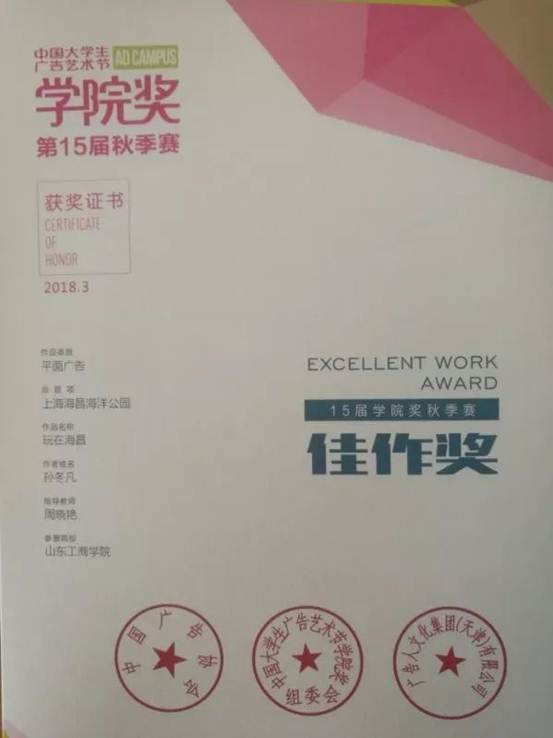 中国大学生
广告艺术节 AD CAMPUS
学院奖
第15届秋季赛
获奖证书
CERTIFICATE
OF
HONOR
2018.3
作品类别
平面广告
命题项
上海海昌海洋公园
作品名称
玩在海昌
作者姓名
孙冬凡
指导教师
周晓艳
参赛院校
山东工商学院
EXCELLENT WORK
AWARD
15届学院奖秋季赛
佳作奖
中国广告协会
中国大学生广告艺术节学院奖
组委会
广告人文化集团(天津)有限公司